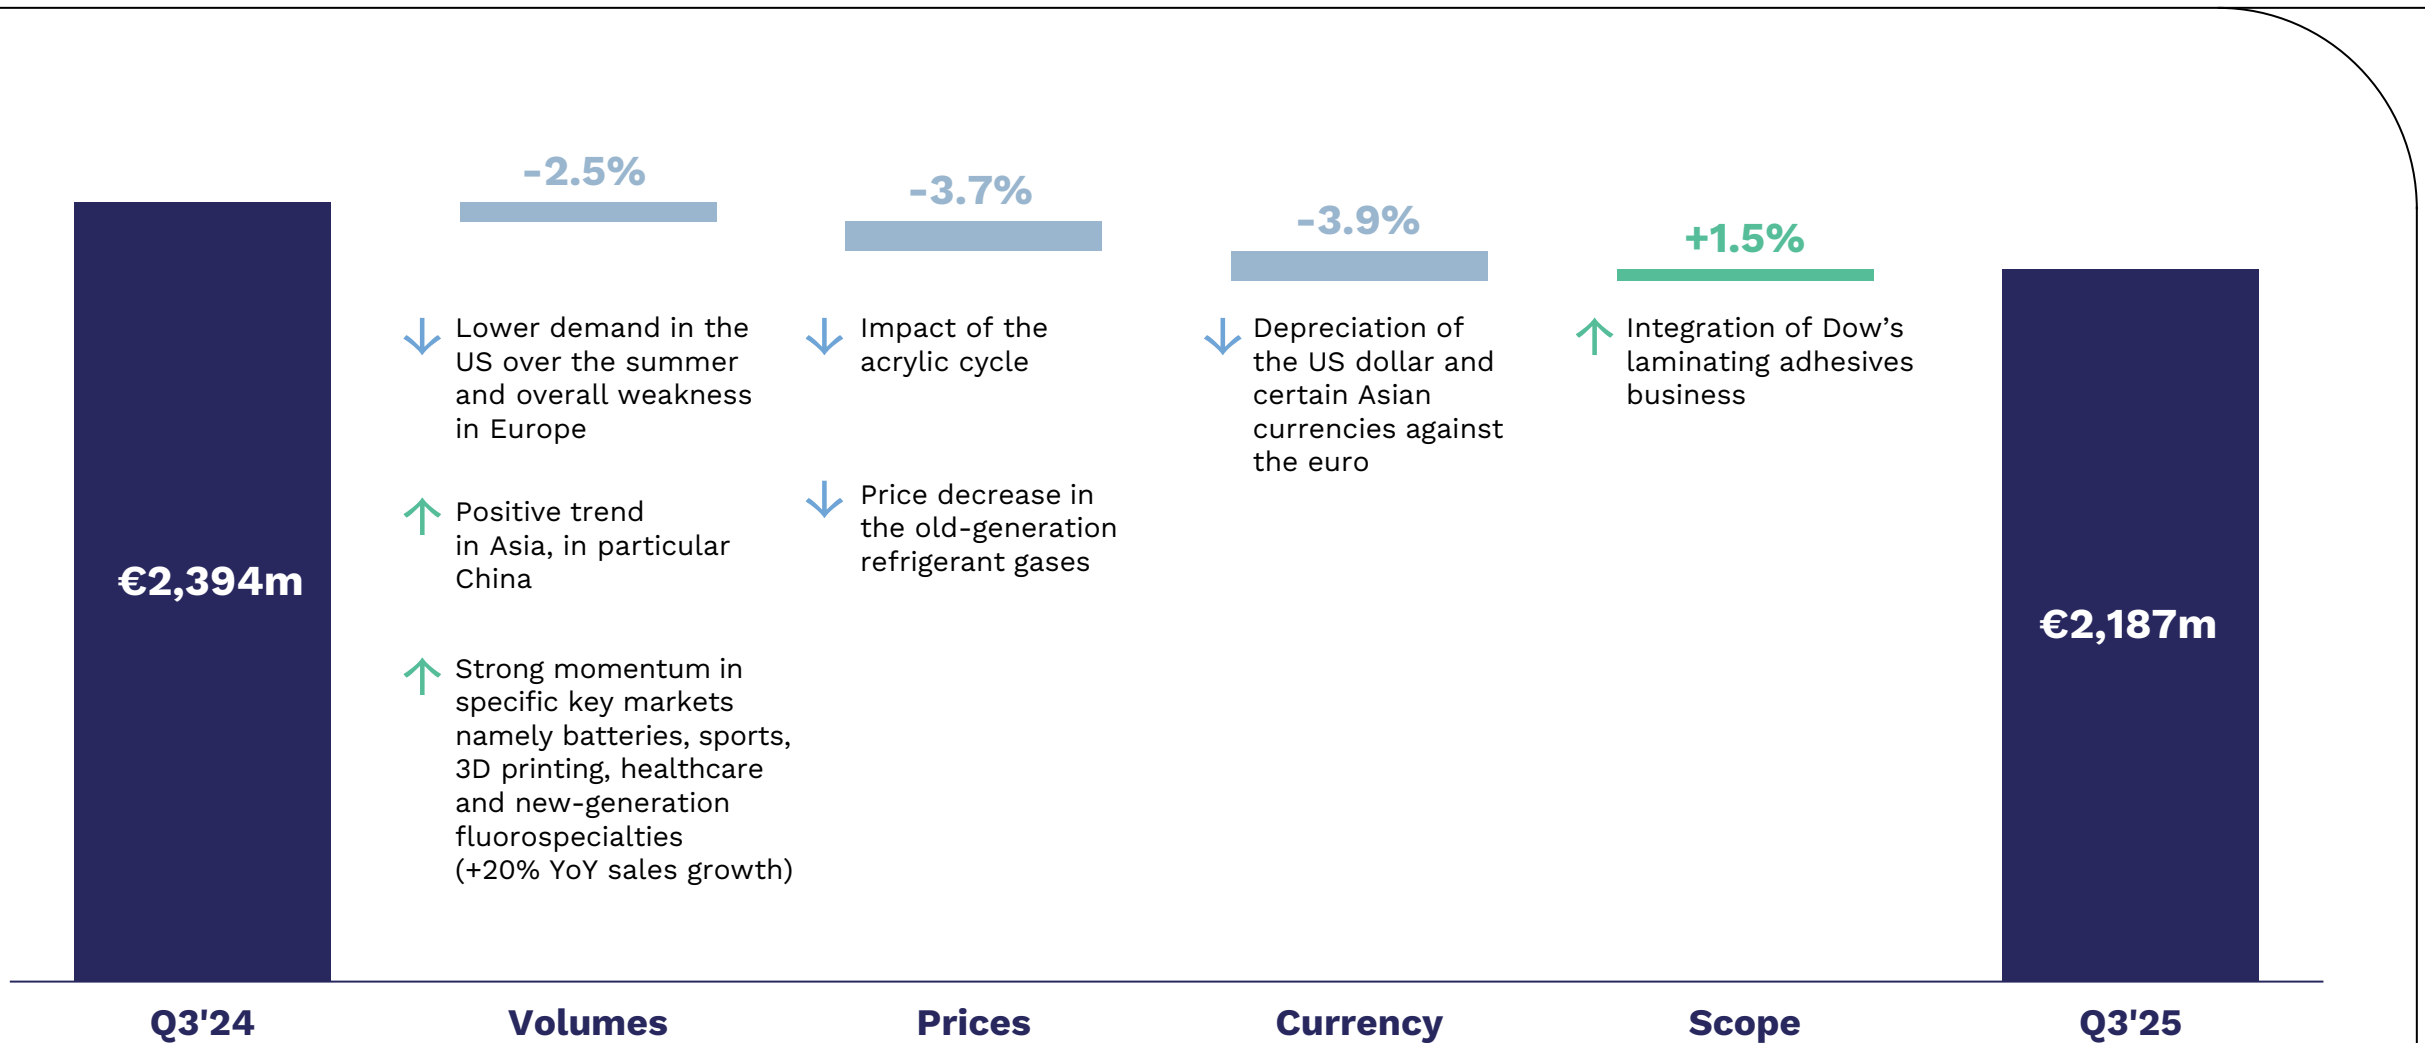 -2.5%
-3.7%
-3.9%
+1.5%
€2,394m
Lower demand in the
US over the summer
and overall weakness
in Europe
Positive trend
in Asia, in particular
China
Strong momentum in
specific key markets
namely batteries, sports,
3D printing, healthcare
and new-generation
fluorospecialties
(+20% YoY sales growth)
Impact of the
acrylic cycle
Price decrease in
the old-generation
refrigerant gases
Depreciation of
the US dollar and
certain Asian
currencies against
the euro
Integration of Dow’s
laminating adhesives
business
€2,187m
Q3'24
Volumes
Prices
Currency
Scope
Q3'25